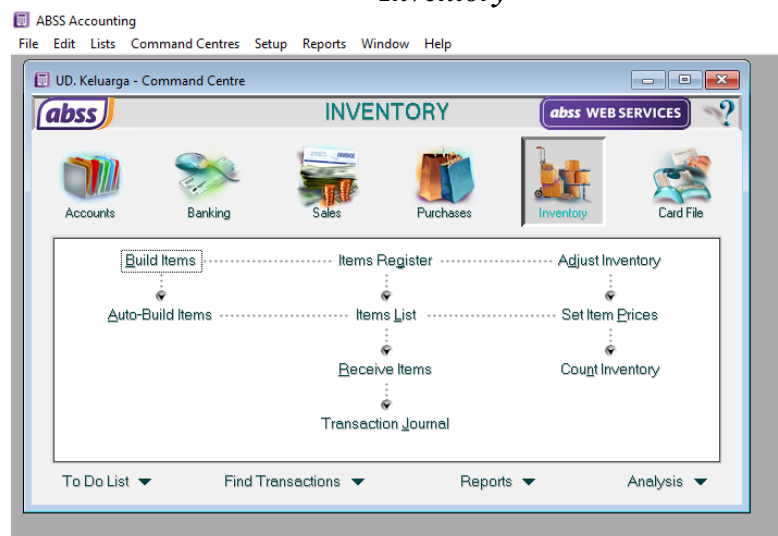 Inventory
ABSS Accounting
File Edit Lists Command Centres Setup Reports Window Help
UD. Keluarga - Command Centre
abss INVENTORY abss WEB SERVICES ?
Accounts Banking Sales Purchases Inventory Card File
Build Items Items Register Adjust Inventory
Auto-Build Items Items List Set Item Prices
Receive Items Count Inventory
Transaction Journal
To Do List Find Transactions Reports Analysis